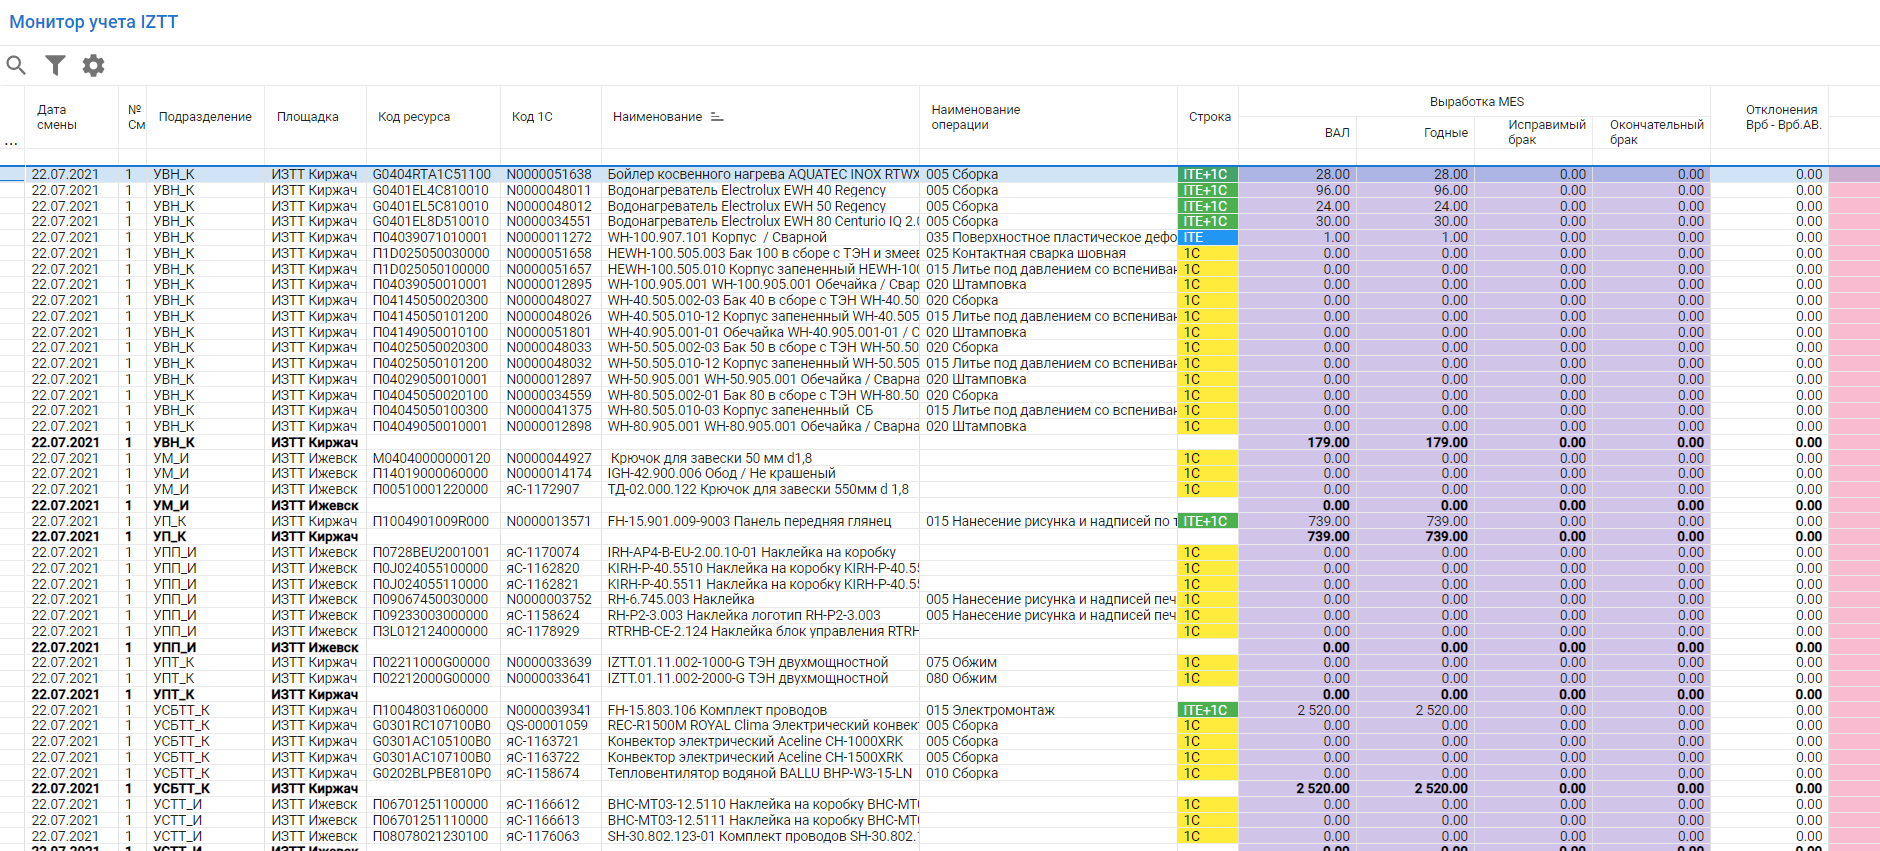 Монитор учета IZTT
Дата смены № См Подразделение Площадка Код ресурса Код 1С Наименование Наименование операции Строка Выработка MES Отклонения Врб - Врб.АВ.
ВАЛ Годные Исправимый брак Окончательный брак
...
22.07.2021 1 УВН_К ИЗТТ Киржач G0404RTA1C51100 N0000051638 Бойлер косвенного нагрева AQUATEC INOX RTWX 005 Сборка ITE+1C 28.00 28.00 0.00 0.00 0.00
22.07.2021 1 УВН_К ИЗТТ Киржач G0401EL4C810010 N0000048011 Водонагреватель Electrolux EWH 40 Regency 005 Сборка ITE+1C 96.00 96.00 0.00 0.00 0.00
22.07.2021 1 УВН_К ИЗТТ Киржач G0401EL5C810010 N0000048012 Водонагреватель Electrolux EWH 50 Regency 005 Сборка ITE+1C 24.00 24.00 0.00 0.00 0.00
22.07.2021 1 УВН_К ИЗТТ Киржач G0401EL8D510010 N0000034551 Водонагреватель Electrolux EWH 80 Centurio IQ 2.0 005 Сборка ITE+1C 30.00 30.00 0.00 0.00 0.00
22.07.2021 1 УВН_К ИЗТТ Киржач П04039071010001 N0000011272 WH-100.907.101 Корпус / Сварной 035 Поверхностное пластическое дефо ITE 1.00 1.00 0.00 0.00 0.00
22.07.2021 1 УВН_К ИЗТТ Киржач П1D025050030000 N0000051658 HEWH-100.505.003 Бак 100 в сборе с ТЭН и змеев 025 Контактная сварка шовная 1C 0.00 0.00 0.00 0.00 0.00
22.07.2021 1 УВН_К ИЗТТ Киржач П1D025050100000 N0000051657 HEWH-100.505.010 Корпус запененный HEWH-100 015 Литье под давлением со вспениван 1C 0.00 0.00 0.00 0.00 0.00
22.07.2021 1 УВН_К ИЗТТ Киржач П04039050010001 N0000012895 WH-100.905.001 WH-100.905.001 Обечайка / Свар 020 Штамповка 1C 0.00 0.00 0.00 0.00 0.00
22.07.2021 1 УВН_К ИЗТТ Киржач П04145050020300 N0000048027 WH-40.505.002-03 Бак 40 в сборе с ТЭН WH-40.50 020 Сборка 1C 0.00 0.00 0.00 0.00 0.00
22.07.2021 1 УВН_К ИЗТТ Киржач П04145050101200 N0000048026 WH-40.505.010-12 Корпус запененный WH-40.505 015 Литье под давлением со вспениван 1C 0.00 0.00 0.00 0.00 0.00
22.07.2021 1 УВН_К ИЗТТ Киржач П04149050010100 N0000051801 WH-40.905.001-01 Обечайка WH-40.905.001-01 / С 020 Штамповка 1C 0.00 0.00 0.00 0.00 0.00
22.07.2021 1 УВН_К ИЗТТ Киржач П04025050020300 N0000048033 WH-50.505.002-03 Бак 50 в сборе с ТЭН WH-50.50 020 Сборка 1C 0.00 0.00 0.00 0.00 0.00
22.07.2021 1 УВН_К ИЗТТ Киржач П04025050101200 N0000048032 WH-50.505.010-12 Корпус запененный WH-50.505 015 Литье под давлением со вспениван 1C 0.00 0.00 0.00 0.00 0.00
22.07.2021 1 УВН_К ИЗТТ Киржач П04029050010001 N0000012897 WH-50.905.001 WH-50.905.001 Обечайка / Сварна 020 Штамповка 1C 0.00 0.00 0.00 0.00 0.00
22.07.2021 1 УВН_К ИЗТТ Киржач П04045050020100 N0000034559 WH-80.505.002-01 Бак 80 в сборе с ТЭН WH-80.50 020 Сборка 1C 0.00 0.00 0.00 0.00 0.00
22.07.2021 1 УВН_К ИЗТТ Киржач П04045050100300 N0000041375 WH-80.505.010-03 Корпус запененный СБ 015 Литье под давлением со вспениван 1C 0.00 0.00 0.00 0.00 0.00
22.07.2021 1 УВН_К ИЗТТ Киржач П04049050010001 N0000012898 WH-80.905.001 WH-80.905.001 Обечайка / Сварна 020 Штамповка 1C 0.00 0.00 0.00 0.00 0.00
22.07.2021 1 УВН_К ИЗТТ Киржач 179.00 179.00 0.00 0.00 0.00
22.07.2021 1 УМ_И ИЗТТ Ижевск М04040000000120 N0000044927 Крючок для завески 50 мм d1,8 1C 0.00 0.00 0.00 0.00 0.00
22.07.2021 1 УМ_И ИЗТТ Ижевск П14019000060000 N0000014174 IGH-42.900.006 Обод / Не крашеный 1C 0.00 0.00 0.00 0.00 0.00
22.07.2021 1 УМ_И ИЗТТ Ижевск П00510001220000 яС-1172907 ТД-02.000.122 Крючок для завески 550мм d 1,8 1C 0.00 0.00 0.00 0.00 0.00
22.07.2021 1 УМ_И ИЗТТ Ижевск 0.00 0.00 0.00 0.00 0.00
22.07.2021 1 УП_К ИЗТТ Киржач П1004901009R000 N0000013571 FH-15.901.009-9003 Панель передняя глянец 015 Нанесение рисунка и надписей по т ITE+1C 739.00 739.00 0.00 0.00 0.00
22.07.2021 1 УП_К ИЗТТ Киржач 739.00 739.00 0.00 0.00 0.00
22.07.2021 1 УПП_И ИЗТТ Ижевск П0728BEU2001001 яС-1170074 IRH-AP4-B-EU-2.00.10-01 Наклейка на коробку 1C 0.00 0.00 0.00 0.00 0.00
22.07.2021 1 УПП_И ИЗТТ Ижевск П0J024055100000 яС-1162820 KIRH-P-40.5510 Наклейка на коробку KIRH-P-40.55 1C 0.00 0.00 0.00 0.00 0.00
22.07.2021 1 УПП_И ИЗТТ Ижевск П0J024055110000 яС-1162821 KIRH-P-40.5511 Наклейка на коробку KIRH-P-40.55 1C 0.00 0.00 0.00 0.00 0.00
22.07.2021 1 УПП_И ИЗТТ Ижевск П09067450030000 N0000003752 RH-6.745.003 Наклейка 005 Нанесение рисунка и надписей печ 1C 0.00 0.00 0.00 0.00 0.00
22.07.2021 1 УПП_И ИЗТТ Ижевск П09233003000000 яС-1158624 RH-P2-3.003 Наклейка логотип RH-P2-3.003 005 Нанесение рисунка и надписей печ 1C 0.00 0.00 0.00 0.00 0.00
22.07.2021 1 УПП_И ИЗТТ Ижевск П3L012124000000 яС-1178929 RTRHB-CE-2.124 Наклейка блок управления RTRH 1C 0.00 0.00 0.00 0.00 0.00
22.07.2021 1 УПП_И ИЗТТ Ижевск 0.00 0.00 0.00 0.00 0.00
22.07.2021 1 УПТ_К ИЗТТ Киржач П02211000G00000 N0000033639 IZTT.01.11.002-1000-G ТЭН двухмощностной 075 Обжим 1C 0.00 0.00 0.00 0.00 0.00
22.07.2021 1 УПТ_К ИЗТТ Киржач П02212000G00000 N0000033641 IZTT.01.11.002-2000-G ТЭН двухмощностной 080 Обжим 1C 0.00 0.00 0.00 0.00 0.00
22.07.2021 1 УПТ_К ИЗТТ Киржач 0.00 0.00 0.00 0.00 0.00
22.07.2021 1 УСБТТ_К ИЗТТ Киржач П10048031060000 N0000039341 FH-15.803.106 Комплект проводов 015 Электромонтаж ITE+1C 2 520.00 2 520.00 0.00 0.00 0.00
22.07.2021 1 УСБТТ_К ИЗТТ Киржач G0301RC107100B0 QS-00001059 REC-R1500M ROYAL Clima Электрический конвект 005 Сборка 1C 0.00 0.00 0.00 0.00 0.00
22.07.2021 1 УСБТТ_К ИЗТТ Киржач G0301AC105100B0 яС-1163721 Конвектор электрический Aceline CH-1000XRK 005 Сборка 1C 0.00 0.00 0.00 0.00 0.00
22.07.2021 1 УСБТТ_К ИЗТТ Киржач G0301AC107100B0 яС-1163722 Конвектор электрический Aceline CH-1500XRK 005 Сборка 1C 0.00 0.00 0.00 0.00 0.00
22.07.2021 1 УСБТТ_К ИЗТТ Киржач G0202BLPBE810P0 яС-1158674 Тепловентилятор водяной BALLU BHP-W3-15-LN 010 Сборка 1C 0.00 0.00 0.00 0.00 0.00
22.07.2021 1 УСБТТ_К ИЗТТ Киржач 2 520.00 2 520.00 0.00 0.00 0.00
22.07.2021 1 УСТТ_И ИЗТТ Ижевск П06701251100000 яС-1166612 BHC-MT03-12.5110 Наклейка на коробку BHC-MT0 1C 0.00 0.00 0.00 0.00 0.00
22.07.2021 1 УСТТ_И ИЗТТ Ижевск П06701251110000 яС-1166613 BHC-MT03-12.5111 Наклейка на коробку BHC-MT0 1C 0.00 0.00 0.00 0.00 0.00
22.07.2021 1 УСТТ_И ИЗТТ Ижевск П08078021230100 яС-1176063 SH-30.802.123-01 Комплект проводов SH-30.802.1 1C 0.00 0.00 0.00 0.00 0.00
22.07.2021 1 УСТТ_И ИЗТТ Ижевск 0.00 0.00 0.00 0.00 0.00